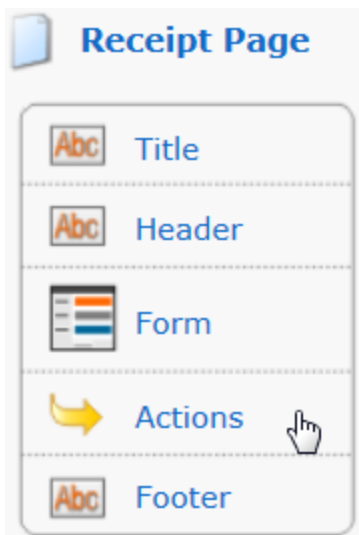 Receipt Page
Abc Title
Abc Header
Form
Actions
Abc Footer